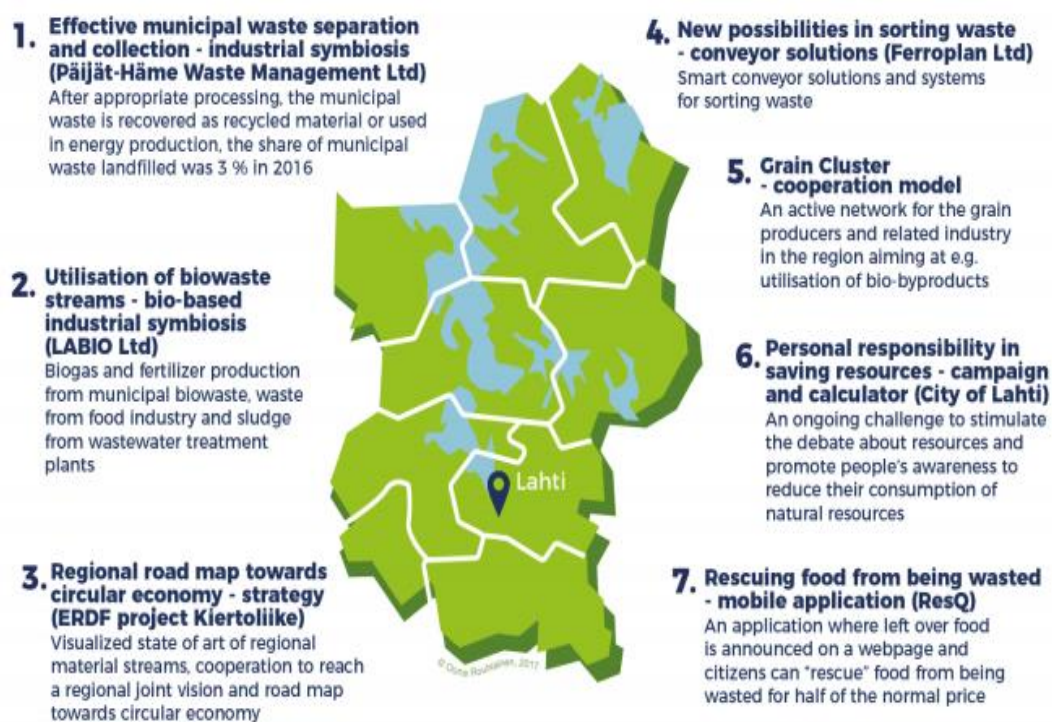 1. Effective municipal waste separation
and collection - industrial symbiosis
(Päijät-Häme Waste Management Ltd)
After appropriate processing, the municipal
waste is recovered as recycled material or used
in energy production, the share of municipal
waste landfilled was 3 % in 2016
2. Utilisation of biowaste
streams - bio-based
industrial symbiosis
(LABIO Ltd)
Biogas and fertilizer production
from municipal biowaste, waste
from food industry and sludge
from wastewater treatment
plants
3. Regional road map towards
circular economy - strategy
(ERDF project Kiertoliike)
Visualized state of art of regional
material streams, cooperation to reach
a regional joint vision and road map
towards circular economy
Lahti
4. New possibilities in sorting waste
- conveyor solutions (Ferroplan Ltd)
Smart conveyor solutions and systems
for sorting waste
5. Grain Cluster
- cooperation model
An active network for the grain
producers and related industry
in the region aiming at e.g.
utilisation of bio-byproducts
6. Personal responsibility in
saving resources - campaign
and calculator (City of Lahti)
An ongoing challenge to stimulate
the debate about resources and
promote people's awareness to
reduce their consumption of
natural resources
7. Rescuing food from being wasted
- mobile application (ResQ)
An application where left over food
is announced on a webpage and
citizens can "rescue" food from being
wasted for half of the normal price
© 2017